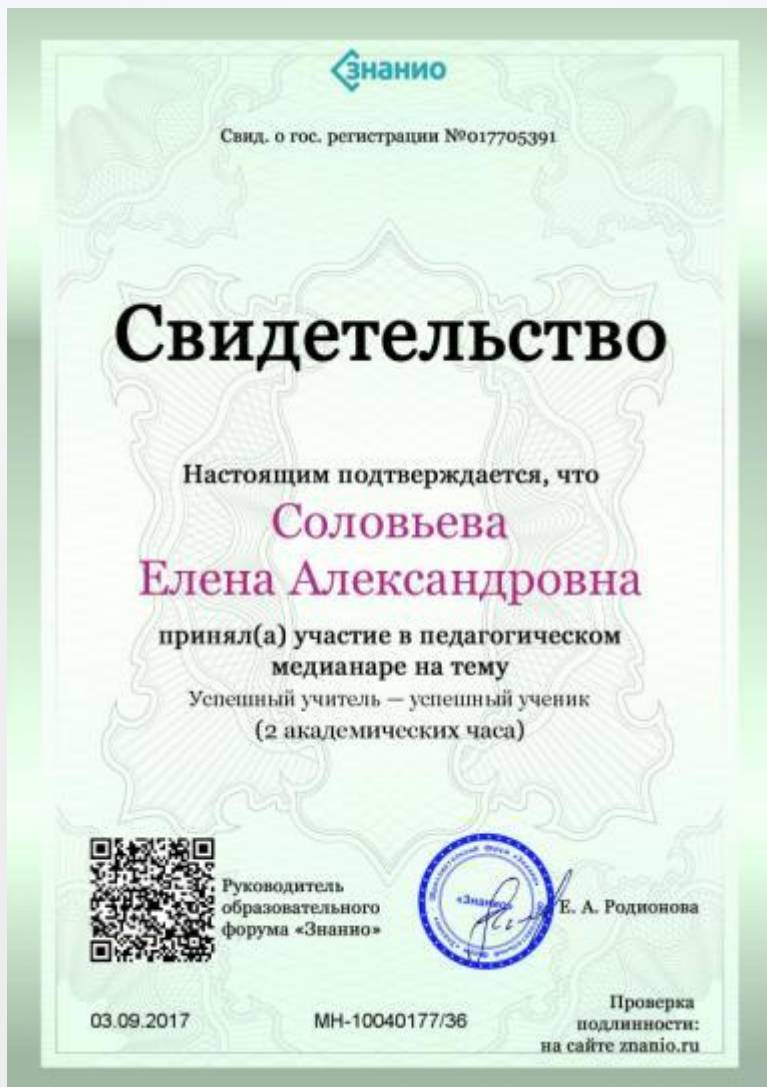 знанио
Свид. о гос. регистрации №017705391
Свидетельство
Настоящим подтверждается, что
Соловьева
Елена Александровна
принял(а) участие в педагогическом
медианаре на тему
Успешный учитель — успешный ученик
(2 академических часа)
Руководитель
образовательного
форума «Знанио»
«Знанио»
Е. А. Родионова
03.09.2017
МН-10040177/36
Проверка
подлинности:
на сайте znanio.ru